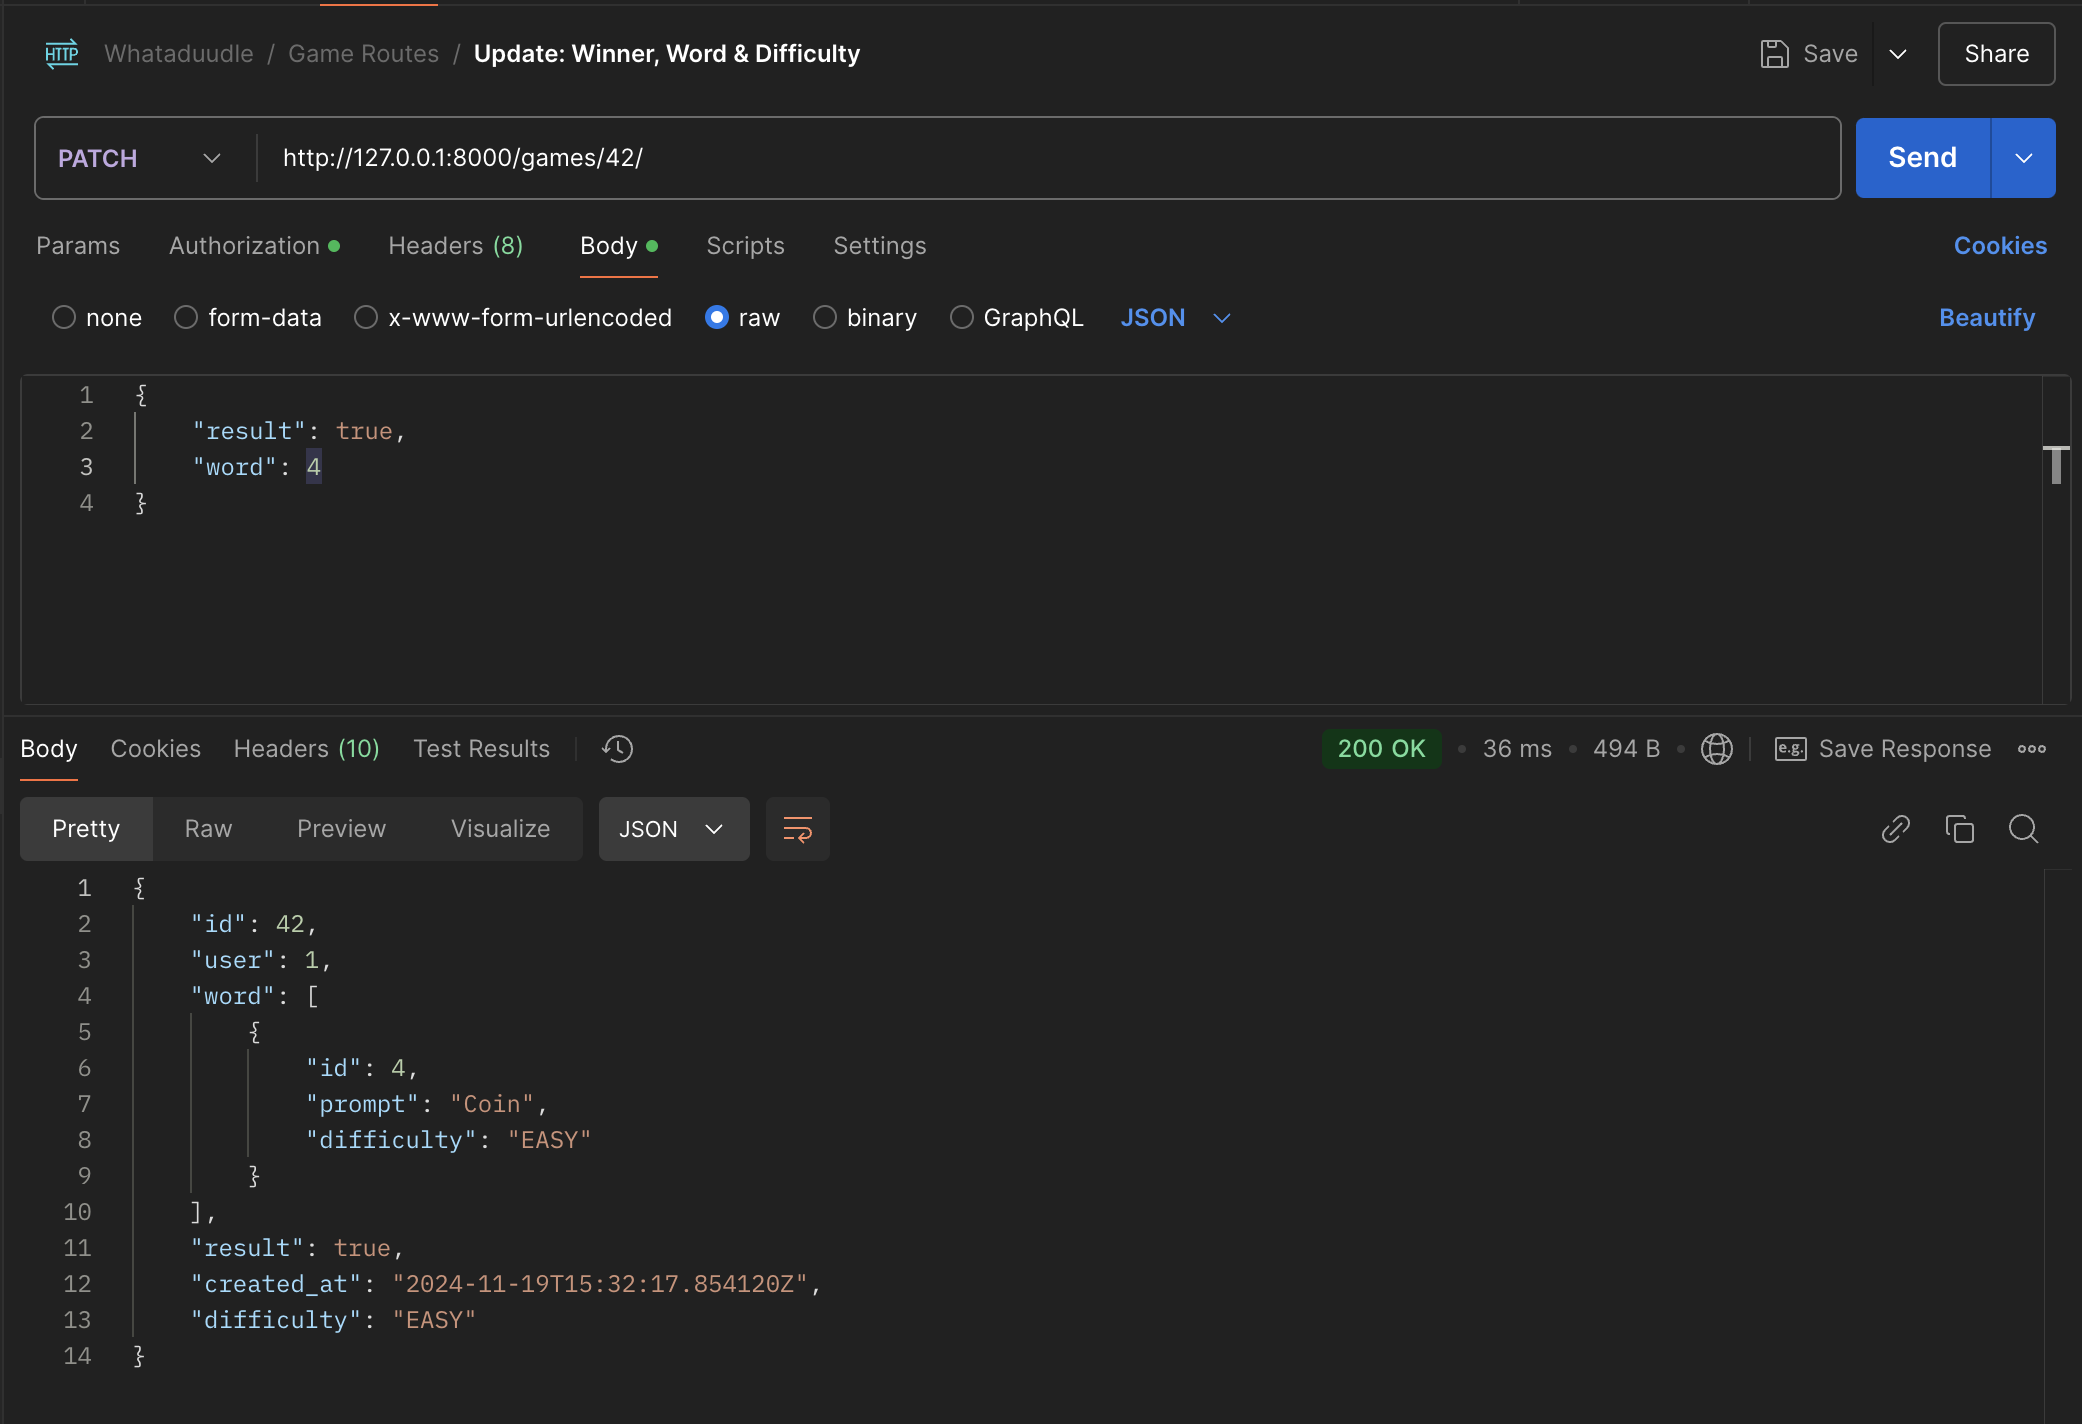 HTTP Whataduudle / Game Routes / Update: Winner, Word & Difficulty Save Share
PATCH http://127.0.0.1:8000/games/42/ Send
Params Authorization Headers (8) Body Scripts Settings Cookies
none form-data x-www-form-urlencoded raw binary GraphQL JSON Beautify
1 {
2 "result": true,
3 "word": 4
4 }
Body Cookies Headers (10) Test Results 200 OK • 36 ms • 494 B • e.g. Save Response
Pretty Raw Preview Visualize JSON
1 {
2 "id": 42,
3 "user": 1,
4 "word": [
5 {
6 "id": 4,
7 "prompt": "Coin",
8 "difficulty": "EASY"
9 }
10 ],
11 "result": true,
12 "created_at": "2024-11-19T15:32:17.854120Z",
13 "difficulty": "EASY"
14 }